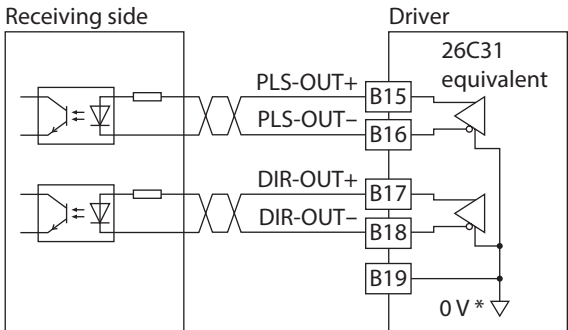 Receiving side
Driver
26C31
equivalent
PLS-OUT+
B15
PLS-OUT−
B16
DIR-OUT+
B17
DIR-OUT−
B18
B19
0 V *